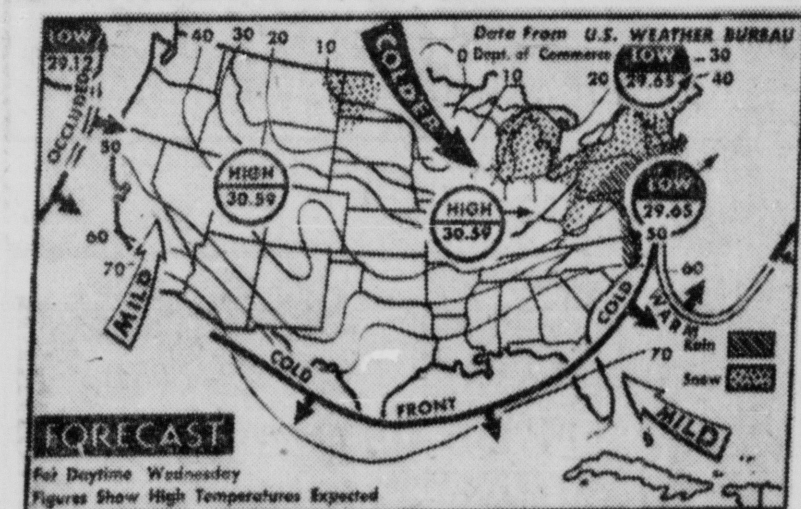 Data From U.S. WEATHER BUREAU
Dept. of Commerce
LOW
29.12
40 30 20
10
COLDER
0
10
20
LOW
29.65
30
40
OCCLUDED
50
HIGH
30.59
HIGH
30.59
LOW
29.65
50
60
70
MILD
60
COLD
WARM
Rain
70
Snow
COLD
FRONT
MILD
FORECAST
For Daytime Wednesday
Figures Show High Temperatures Expected